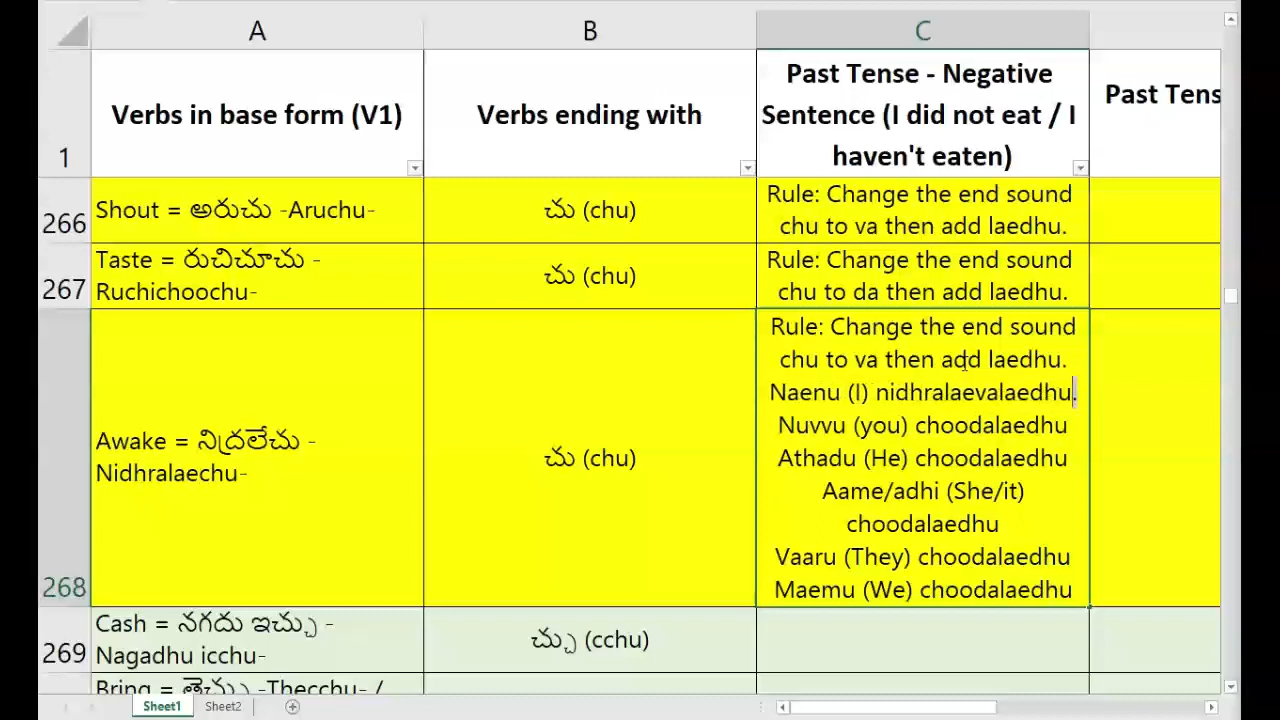 A B C
Verbs in base form (V1)
Verbs ending with
Past Tense - Negative
Sentence (I did not eat / I
haven't eaten)
Past Tens
1
266
Shout = అరుచు -Aruchu-
చు (chu)
Rule: Change the end sound
chu to va then add laedhu.
267
Taste = రుచిచూచు -
Ruchichoochu-
చు (chu)
Rule: Change the end sound
chu to da then add laedhu.
268
Awake = నిద్రలేచు -
Nidhralaechu-
చు (chu)
Rule: Change the end sound
chu to va then add laedhu.
Naenu (I) nidhralaevalaedhu.
Nuvvu (you) choodalaedhu
Athadu (He) choodalaedhu
Aame/adhi (She/it)
choodalaedhu
Vaaru (They) choodalaedhu
Maemu (We) choodalaedhu
269
Cash = నగదు ఇచ్చు -
Nagadhu icchu-
చ్చు (cchu)
Bring = తెచ్చు -Thecchu- /
Sheet1 Sheet2